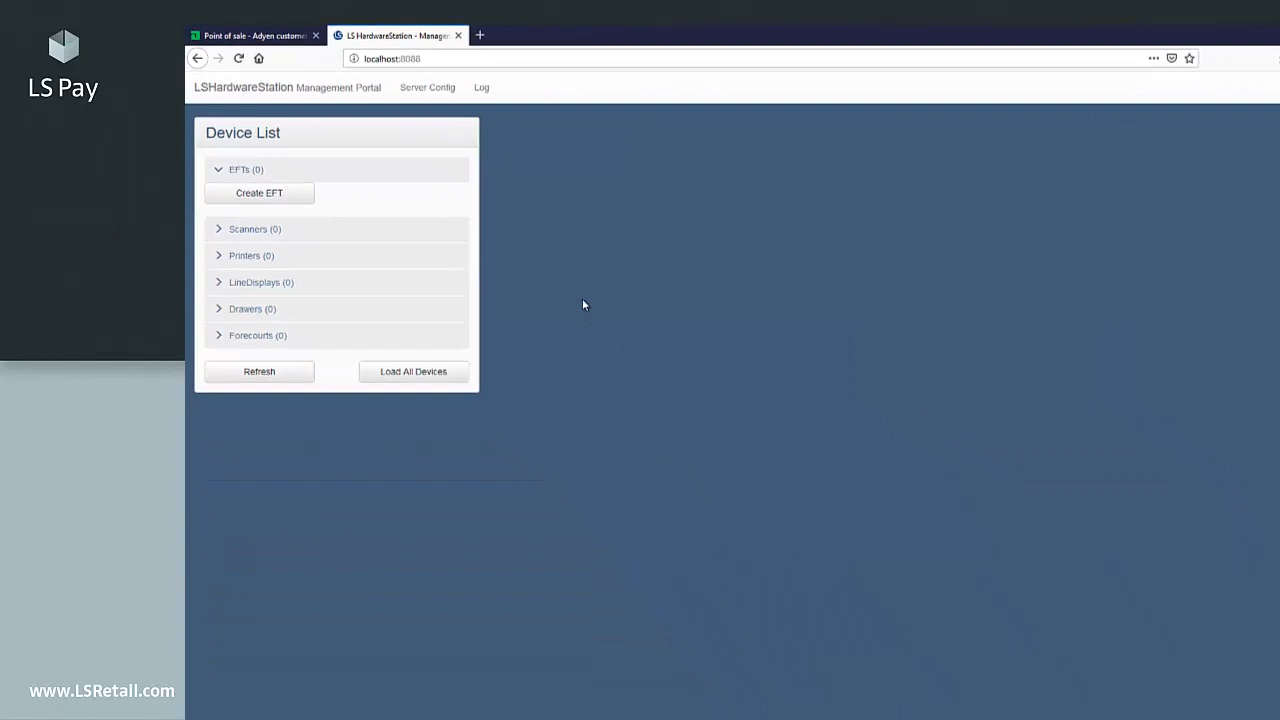 LS Pay
Point of sale - Adyen custome
LS HardwareStation - Managem
localhost:8088
LSHardwareStation Management Portal Server Config Log
Device List
EFTs (0)
Create EFT
Scanners (0)
Printers (0)
LineDisplays (0)
Drawers (0)
Forecourts (0)
Refresh Load All Devices
www.LSRetail.com